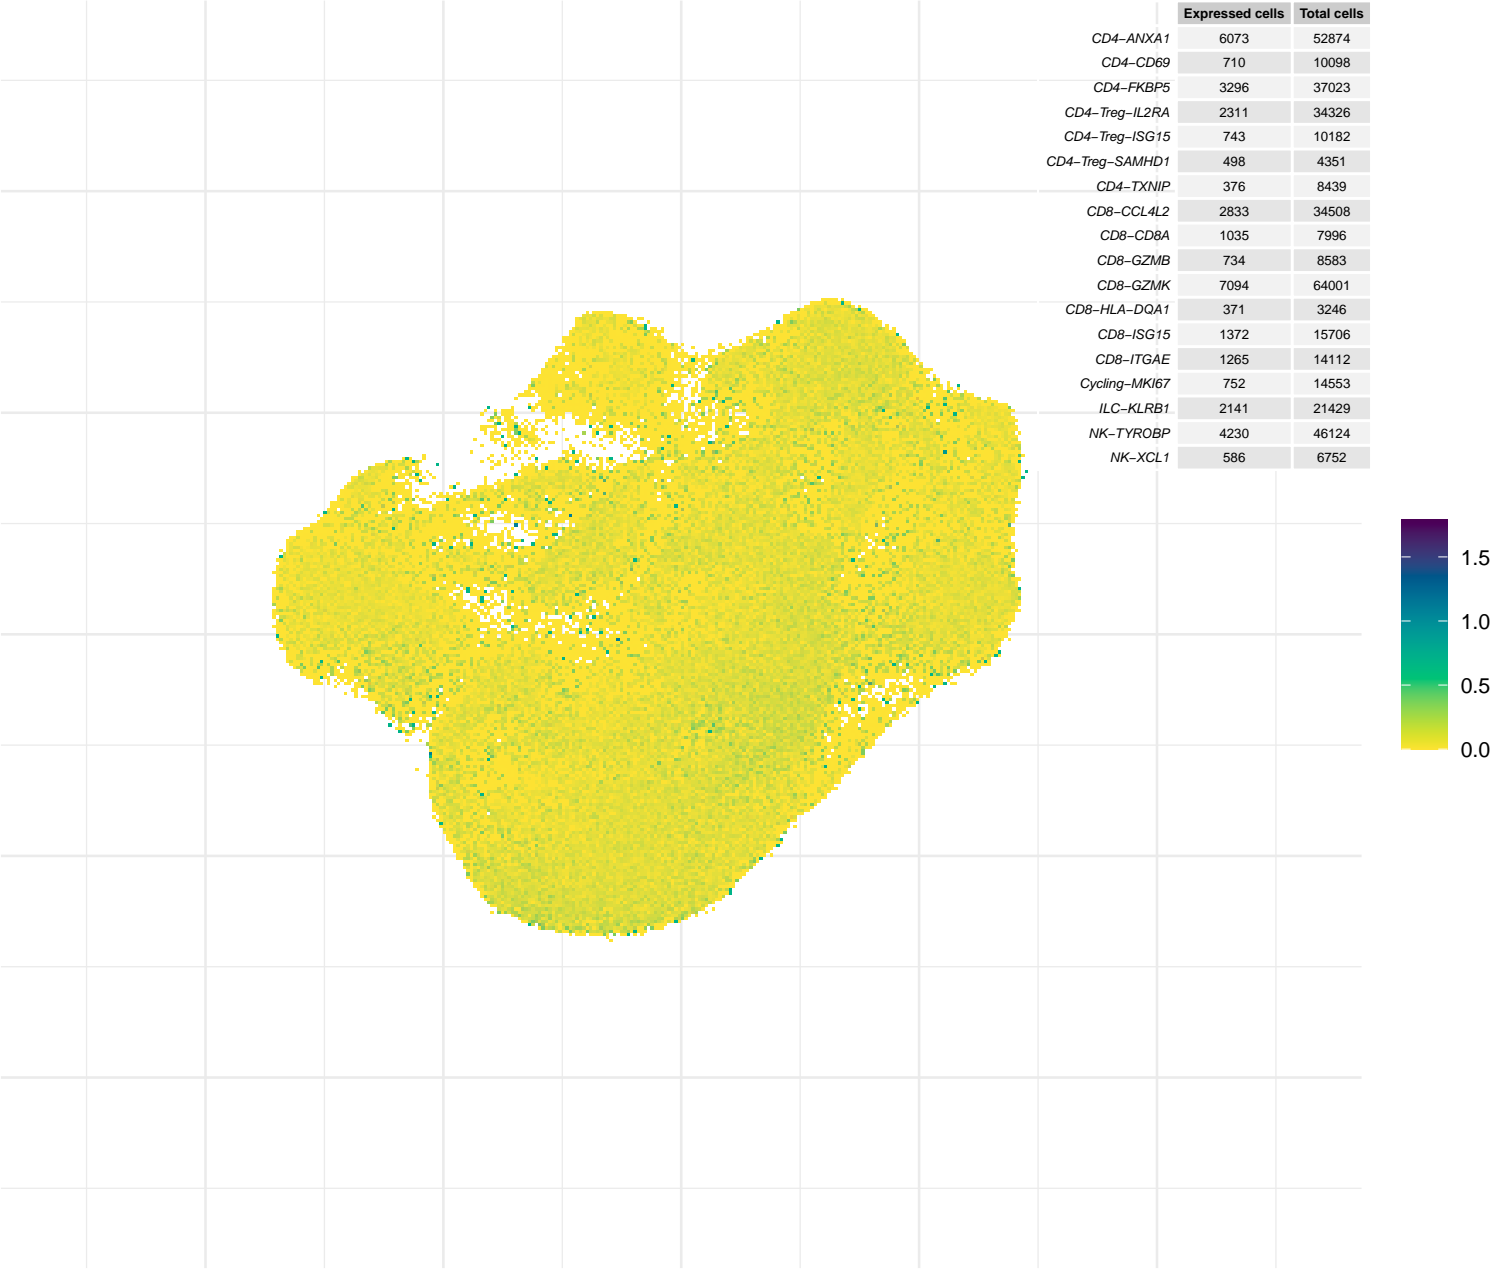 Expressed cells Total cells
CD4−ANXA1 6073 52874
CD4−CD69 710 10098
CD4−FKBP5 3296 37023
CD4−Treg−IL2RA 2311 34326
CD4−Treg−ISG15 743 10182
CD4−Treg−SAMHD1 498 4351
CD4−TXNIP 376 8439
CD8−CCL4L2 2833 34508
CD8−CD8A 1035 7996
CD8−GZMB 734 8583
CD8−GZMK 7094 64001
CD8−HLA−DQA1 371 3246
CD8−ISG15 1372 15706
CD8−ITGAE 1265 14112
Cycling−MKI67 752 14553
ILC−KLRB1 2141 21429
NK−TYROBP 4230 46124
NK−XCL1 586 6752
1.5
1.0
0.5
0.0